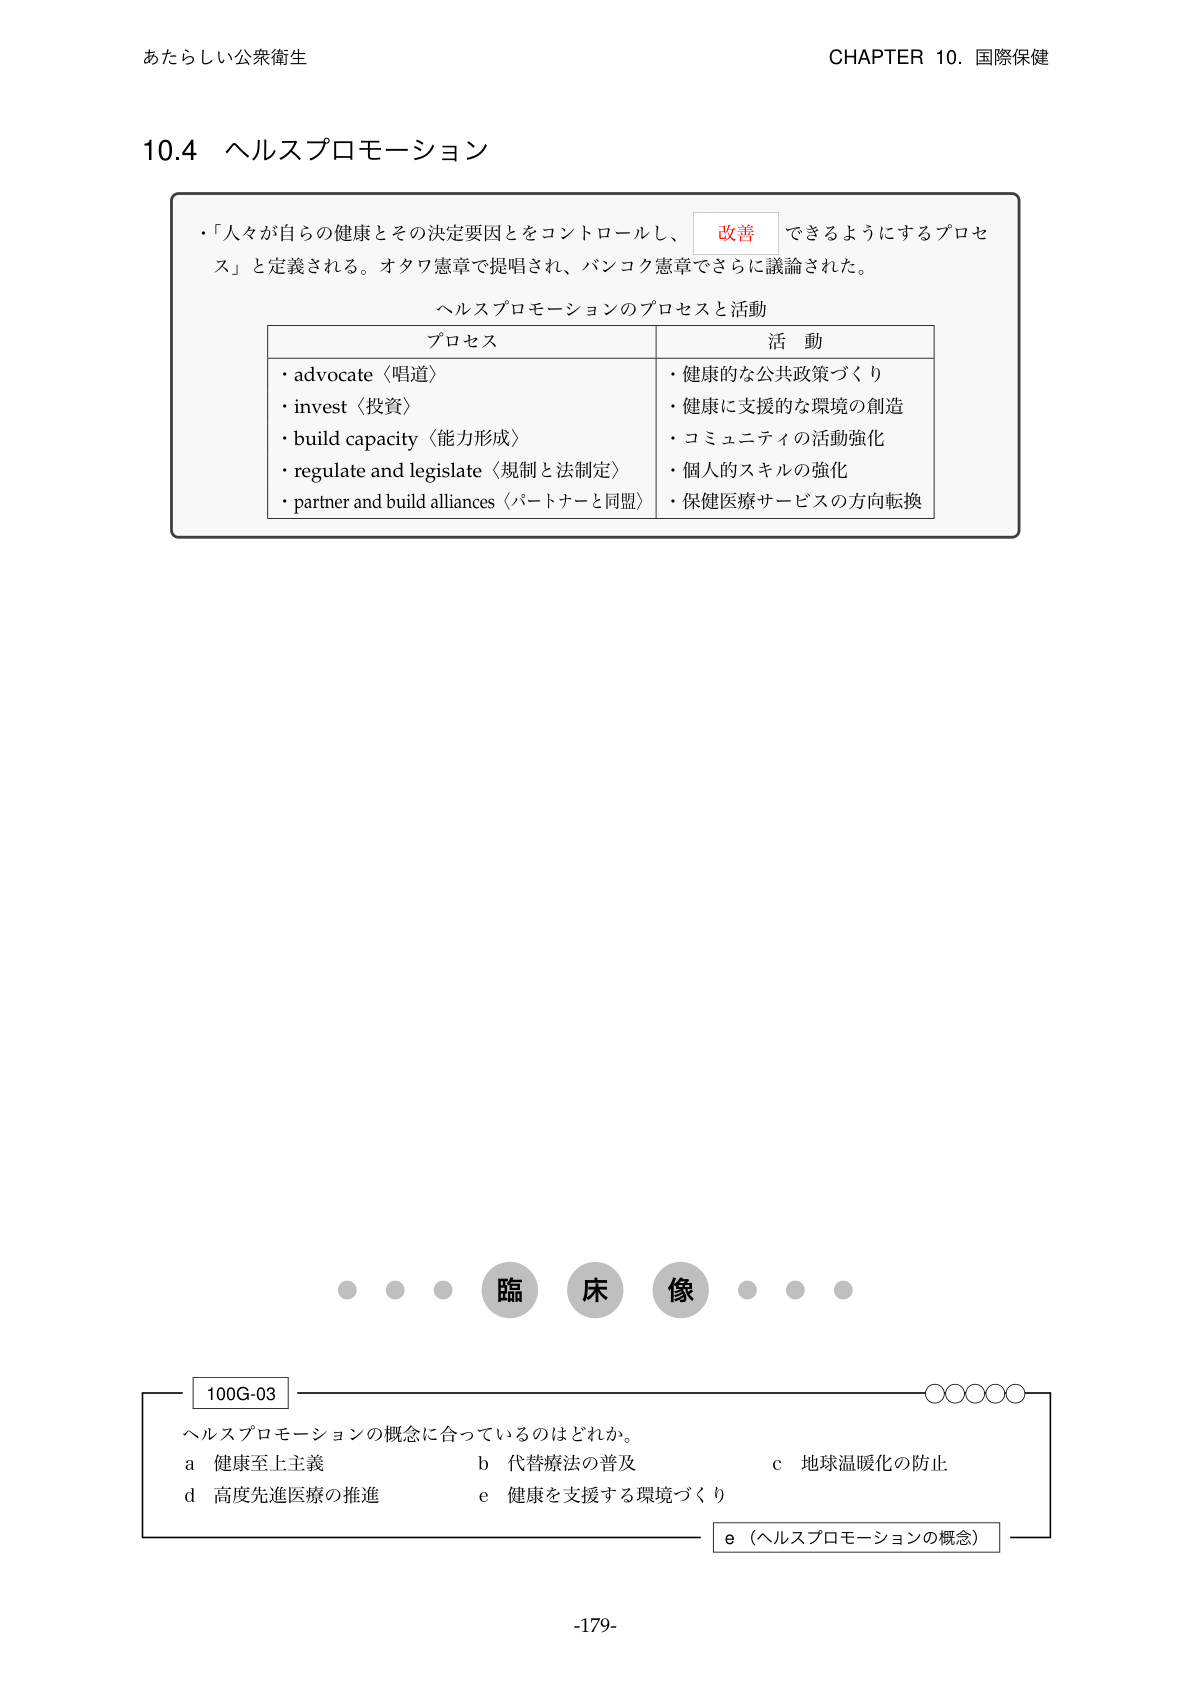 あたらしい公衆衛生
CHAPTER 10. 国際保健
10.4 ヘルスプロモーション
・「人々が自らの健康とその決定要因とをコントロールし、 改善 できるようにするプロセ
ス」と定義される。オタワ憲章で提唱され、バンコク憲章でさらに議論された。
ヘルスプロモーションのプロセスと活動
プロセス 活 動
・advocate〈唱道〉 ・健康的な公共政策づくり
・invest〈投資〉 ・健康に支援的な環境の創造
・build capacity〈能力形成〉 ・コミュニティの活動強化
・regulate and legislate〈規制と法制定〉 ・個人的スキルの強化
・partner and build alliances〈パートナーと同盟〉 ・保健医療サービスの方向転換
臨 床 像
100G-03
ヘルスプロモーションの概念に合っているのはどれか。
a 健康至上主義 b 代替療法の普及 c 地球温暖化の防止
d 高度先進医療の推進 e 健康を支援する環境づくり
e （ヘルスプロモーションの概念）
-179-